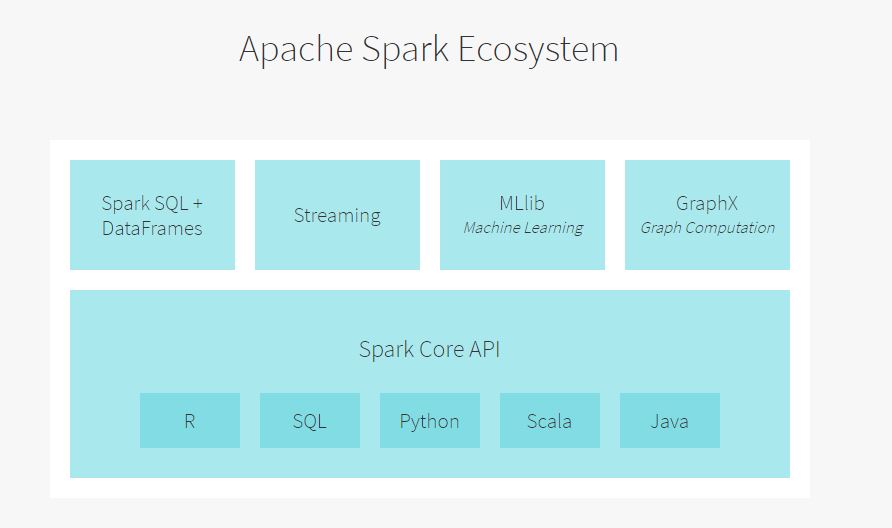 Apache Spark Ecosystem
Spark SQL +
DataFrames
Streaming
MLlib
Machine Learning
GraphX
Graph Computation
Spark Core API
R
SQL
Python
Scala
Java